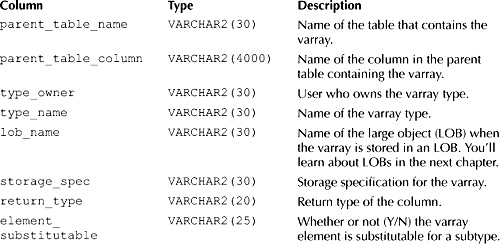 Column Type Description
parent_table_name VARCHAR2(30) Name of the table that contains the
varray.
parent_table_column VARCHAR2(4000) Name of the column in the parent
table containing the varray.
type_owner VARCHAR2(30) User who owns the varray type.
type_name VARCHAR2(30) Name of the varray type.
lob_name VARCHAR2(30) Name of the large object (LOB) when
the varray is stored in an LOB. You'll
learn about LOBs in the next chapter.
storage_spec VARCHAR2(30) Storage specification for the varray.
return_type VARCHAR2(20) Return type of the column.
element_ VARCHAR2(25) Whether or not (Y/N) the varray
substitutable element is substitutable for a subtype.